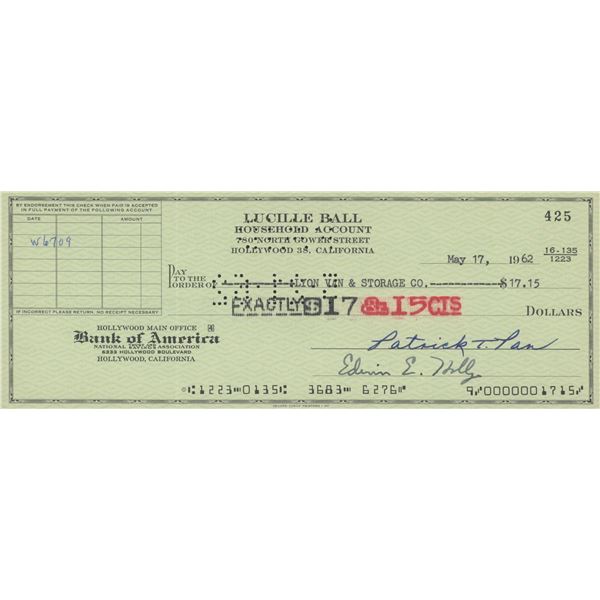 BY ENDORSEMENT THIS CHECK WHEN PAID IS ACCEPTED
IN FULL PAYMENT OF THE FOLLOWING ACCOUNT
DATE AMOUNT
W6709
IF INCORRECT PLEASE RETURN, NO RECEIPT NECESSARY
LUCILLE BALL
HOUSEHOLD ACCOUNT
780 NORTH GOWER STREET
HOLLYWOOD 38, CALIFORNIA
425
May 17, 1962
16-135
1223
PAY TO THE ORDER OF LYON VAN & STORAGE CO.-----------$17.15
EXACTLY $17 & 15 CTS
DOLLARS
HOLLYWOOD MAIN OFFICE
Bank of America
NATIONAL SAVINGS ASSOCIATION
6333 HOLLYWOOD BOULEVARD
HOLLYWOOD, CALIFORNIA
Patrick T.
Edwin E. Holly
1223 0135 3683 6276 9 0000001715